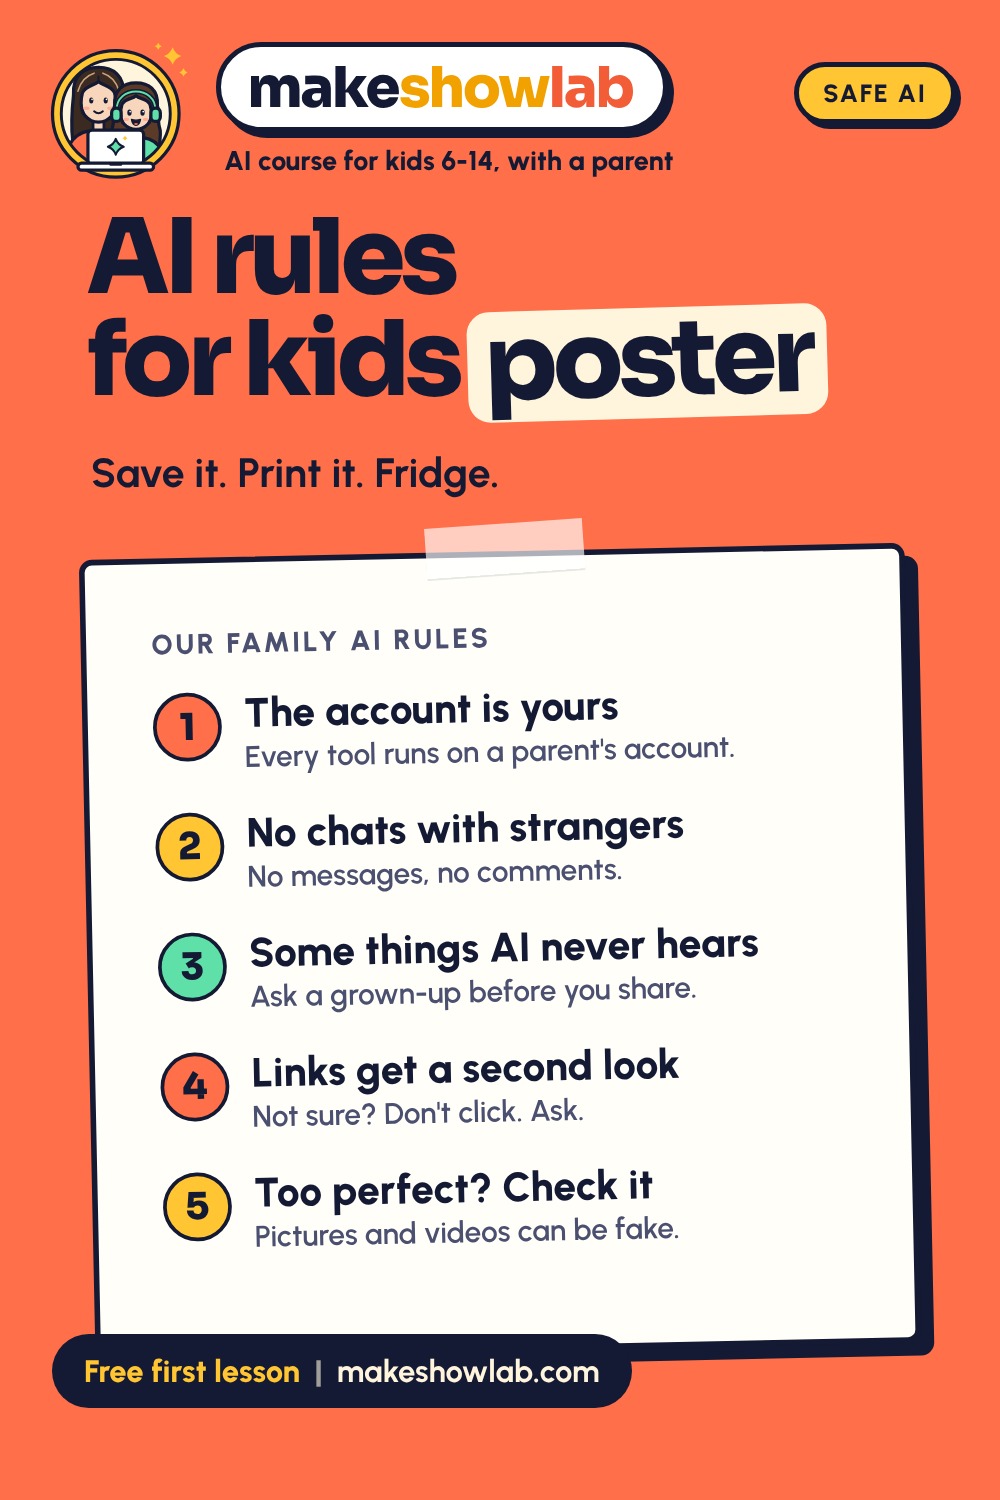 makeshowlab
SAFE AI
AI course for kids 6-14, with a parent
AI rules
for kids poster
Save it. Print it. Fridge.
OUR FAMILY AI RULES
1
The account is yours
Every tool runs on a parent's account.
2
No chats with strangers
No messages, no comments.
3
Some things AI never hears
Ask a grown-up before you share.
4
Links get a second look
Not sure? Don't click. Ask.
5
Too perfect? Check it
Pictures and videos can be fake.
Free first lesson | makeshowlab.com